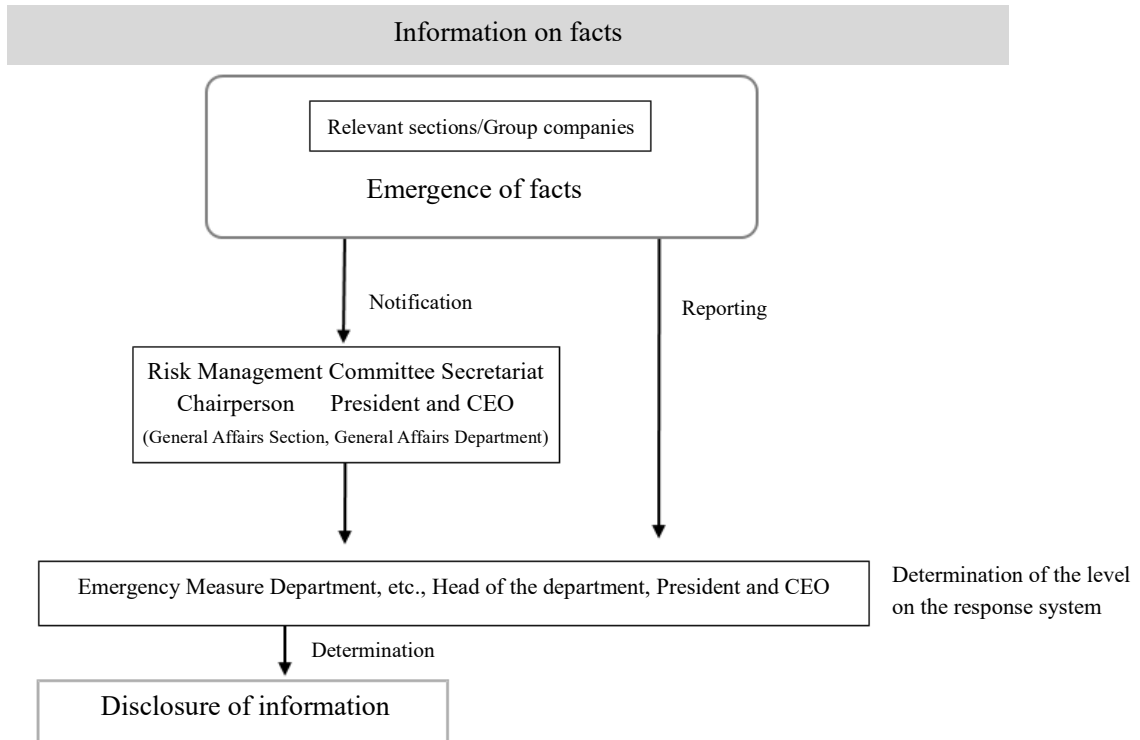 Information on facts
Relevant sections/Group companies
Emergence of facts
Notification
Reporting
Risk Management Committee Secretariat
Chairperson President and CEO
(General Affairs Section, General Affairs Department)
Emergency Measure Department, etc., Head of the department, President and CEO
Determination of the level
on the response system
Determination
Disclosure of information